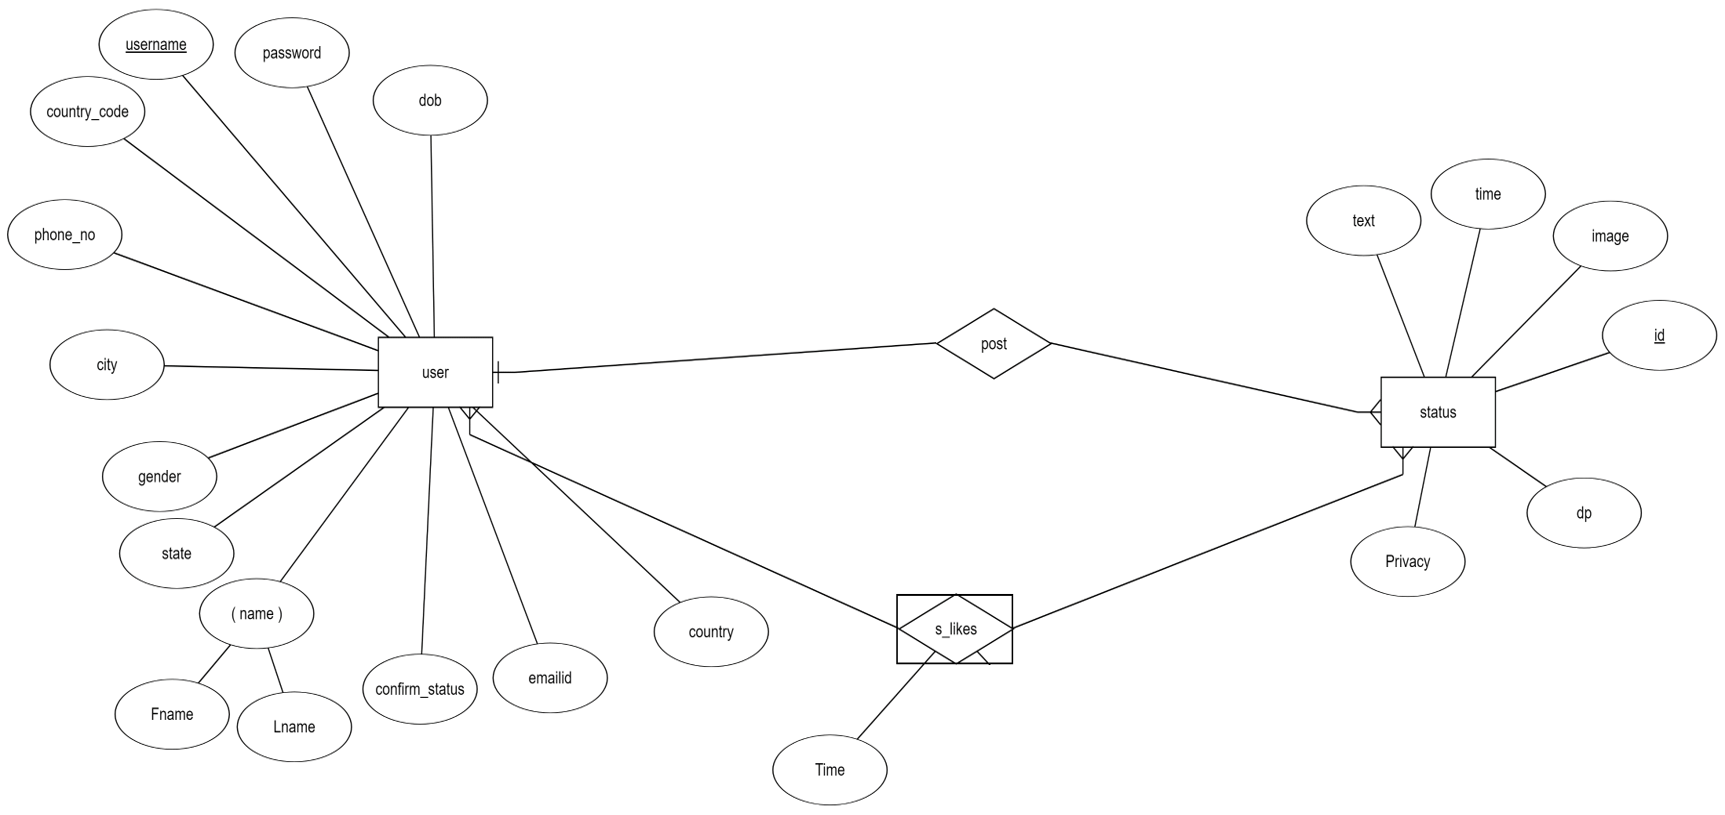 username
password
dob
country_code
phone_no
city
user
gender
state
( name )
Fname
Lname
confirm_status
emailid
country
post
s_likes
Time
text
time
image
id
status
dp
Privacy